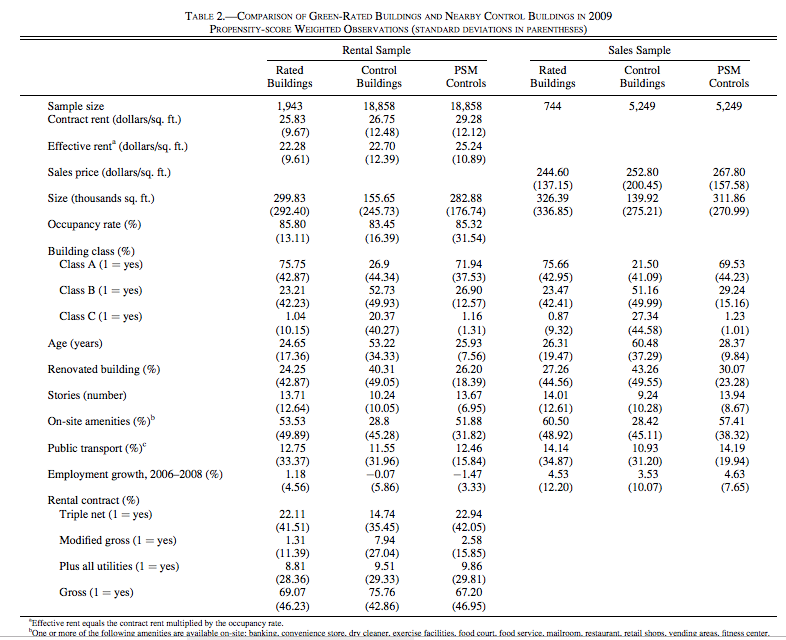 TABLE 2.—COMPARISON OF GREEN-RATED BUILDINGS AND NEARBY CONTROL BUILDINGS IN 2009
PROPENSITY-SCORE WEIGHTED OBSERVATIONS (STANDARD DEVIATIONS IN PARENTHESES)
Rental Sample Sales Sample
Rated Control PSM Rated Control PSM
Buildings Buildings Controls Buildings Buildings Controls
Sample size 1,943 18,858 18,858 744 5,249 5,249
Contract rent (dollars/sq. ft.) 25.83 26.75 29.28
(9.67) (12.48) (12.12)
Effective rentᵃ (dollars/sq. ft.) 22.28 22.70 25.24
(9.61) (12.39) (10.89)
Sales price (dollars/sq. ft.) 244.60 252.80 267.80
(137.15) (200.45) (157.58)
Size (thousands sq. ft.) 299.83 155.65 282.88 326.39 139.92 311.86
(292.40) (245.73) (176.74) (336.85) (275.21) (270.99)
Occupancy rate (%) 85.80 83.45 85.32
(13.11) (16.39) (31.54)
Building class (%)
Class A (1 = yes) 75.75 26.9 71.94 75.66 21.50 69.53
(42.87) (44.34) (37.53) (42.95) (41.09) (44.23)
Class B (1 = yes) 23.21 52.73 26.90 23.47 51.16 29.24
(42.23) (49.93) (12.57) (42.41) (49.99) (15.16)
Class C (1 = yes) 1.04 20.37 1.16 0.87 27.34 1.23
(10.15) (40.27) (1.31) (9.32) (44.58) (1.01)
Age (years) 24.65 53.22 25.93 26.31 60.48 28.37
(17.36) (34.33) (7.56) (19.47) (37.29) (9.84)
Renovated building (%) 24.25 40.31 26.20 27.26 43.26 30.07
(42.87) (49.05) (18.39) (44.56) (49.55) (23.28)
Stories (number) 13.71 10.24 13.67 14.01 9.24 13.94
(12.64) (10.05) (6.95) (12.61) (10.28) (8.67)
On-site amenities (%)ᵇ 53.53 28.8 51.88 60.50 28.42 57.41
(49.89) (45.28) (31.82) (48.92) (45.11) (38.32)
Public transport (%)ᶜ 12.75 11.55 12.46 14.14 10.93 14.19
(33.37) (31.96) (15.84) (34.87) (31.20) (19.94)
Employment growth, 2006–2008 (%) 1.18 −0.07 −1.47 4.53 3.53 4.63
(4.56) (5.86) (3.33) (12.20) (10.07) (7.65)
Rental contract (%)
Triple net (1 = yes) 22.11 14.74 22.94
(41.51) (35.45) (42.05)
Modified gross (1 = yes) 1.31 7.94 2.58
(11.39) (27.04) (15.85)
Plus all utilities (1 = yes) 8.81 9.51 9.86
(28.36) (29.33) (29.81)
Gross (1 = yes) 69.07 75.76 67.20
(46.23) (42.86) (46.95)
ᵃEffective rent equals the contract rent multiplied by the occupancy rate.
ᵇOne or more of the following amenities are available on-site: banking, convenience store, dry cleaner, exercise facilities, food court, food service, mailroom, restaurant, retail shops, vending areas, fitness center.